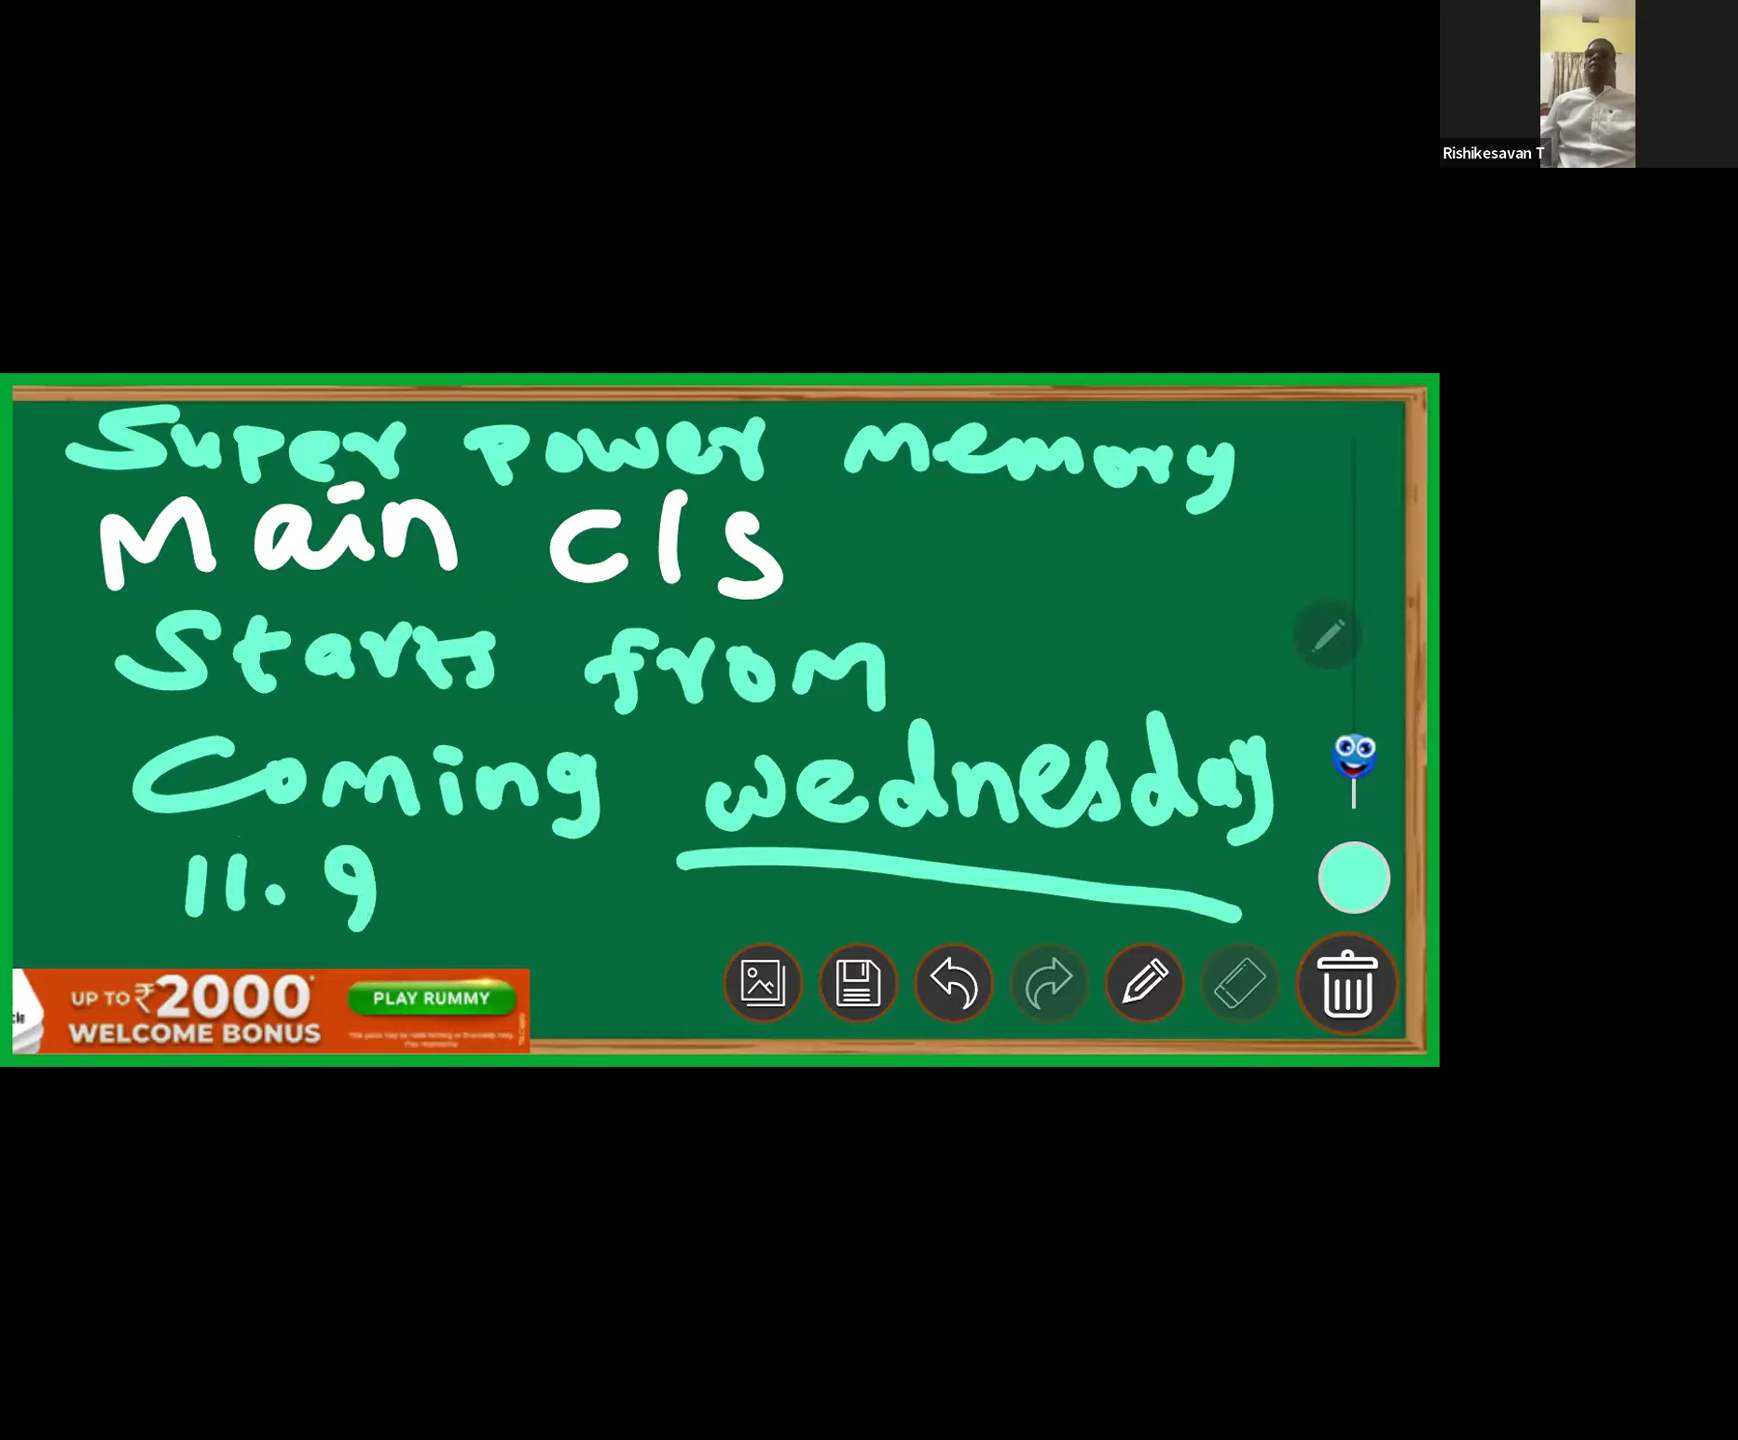 Rishikesavan T
Super power memory
Main cls
Starts from
Coming wednesday
11.9
UP TO ₹2000*
WELCOME BONUS
PLAY RUMMY